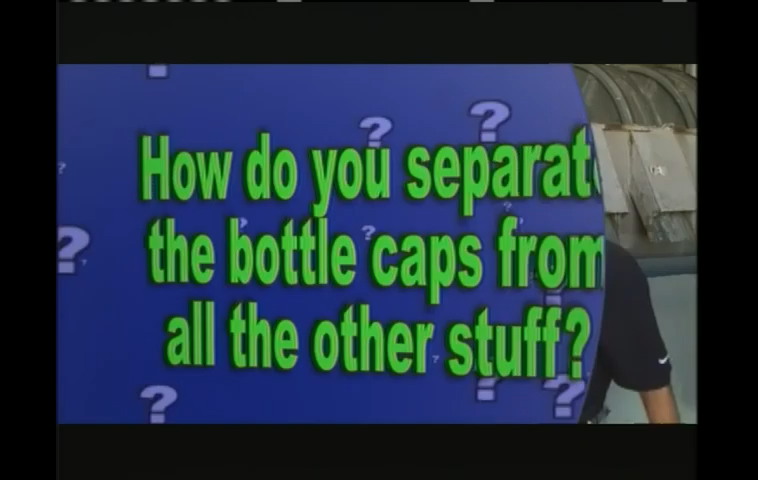 How do you separat
the bottle caps from
all the other stuff?